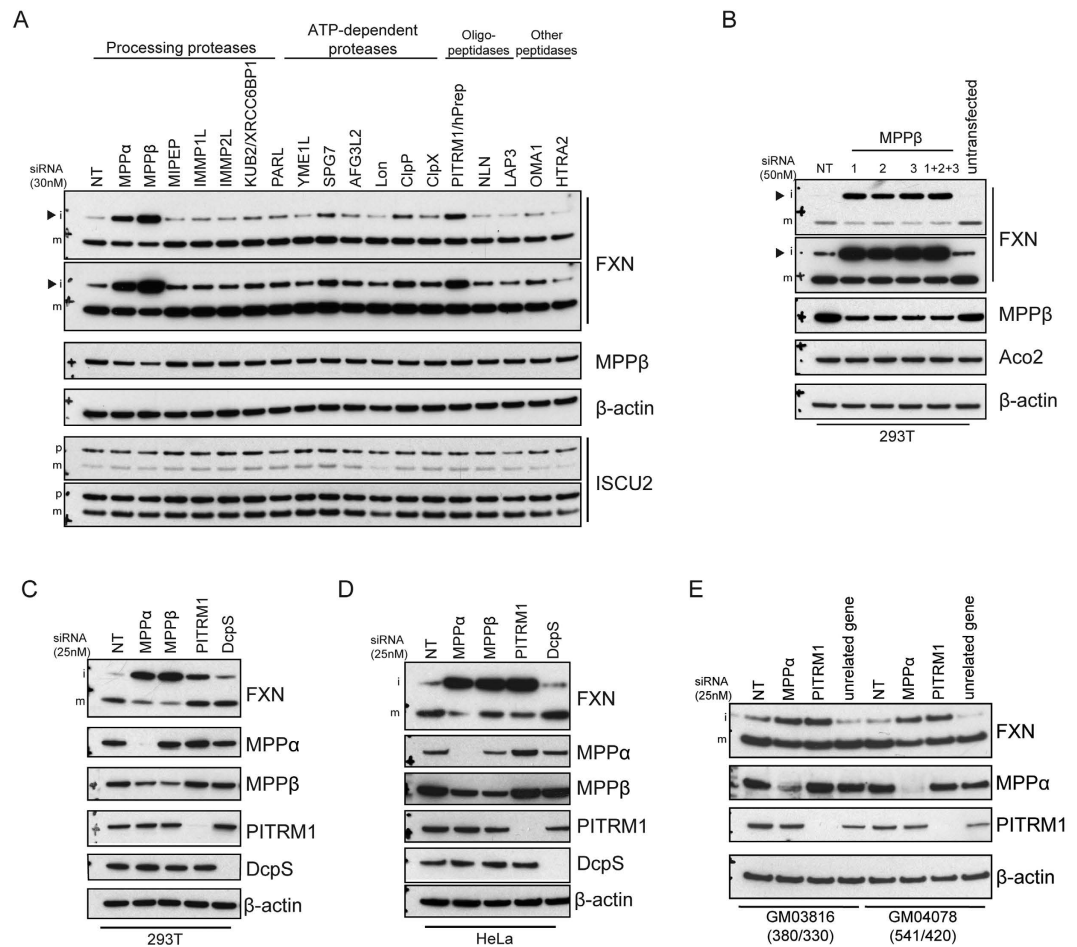 A
Processing proteases
ATP-dependent
proteases
Oligo-
peptidases
Other
peptidases
siRNA
(30nM)
NT
MPPα
MPPβ
MIPEP
IMMP1L
IMMP2L
KUB2/XRCC6BP1
PARL
YME1L
SPG7
AFG3L2
Lon
ClpP
ClpX
PITRM1/hPrep
NLN
LAP3
OMA1
HTRA2
i
m
i
m
FXN
MPPβ
β-actin
p
m
p
m
ISCU2
B
MPPβ
untransfected
siRNA
(50nM)
NT 1 2 3 1+2+3
i
m
i
m
FXN
MPPβ
Aco2
β-actin
293T
C
siRNA
(25nM)
NT
MPPα
MPPβ
PITRM1
DcpS
i
m
FXN
MPPα
MPPβ
PITRM1
DcpS
β-actin
293T
D
siRNA
(25nM)
NT
MPPα
MPPβ
PITRM1
DcpS
i
m
FXN
MPPα
MPPβ
PITRM1
DcpS
β-actin
HeLa
E
siRNA
(25nM)
NT
MPPα
PITRM1
unrelated gene
NT
MPPα
PITRM1
unrelated gene
i
m
FXN
MPPα
PITRM1
β-actin
GM03816
(380/330)
GM04078
(541/420)